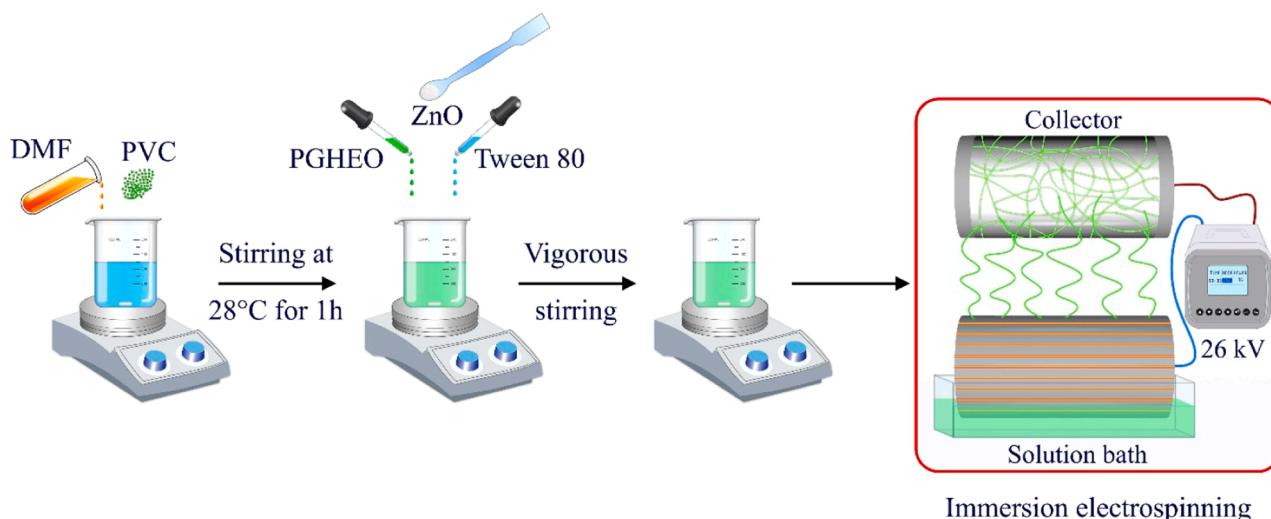 DMF
PVC
Stirring at
28°C for 1h
PGHEO
ZnO
Tween 80
Vigorous
stirring
Collector
26 kV
Solution bath
Immersion electrospinning